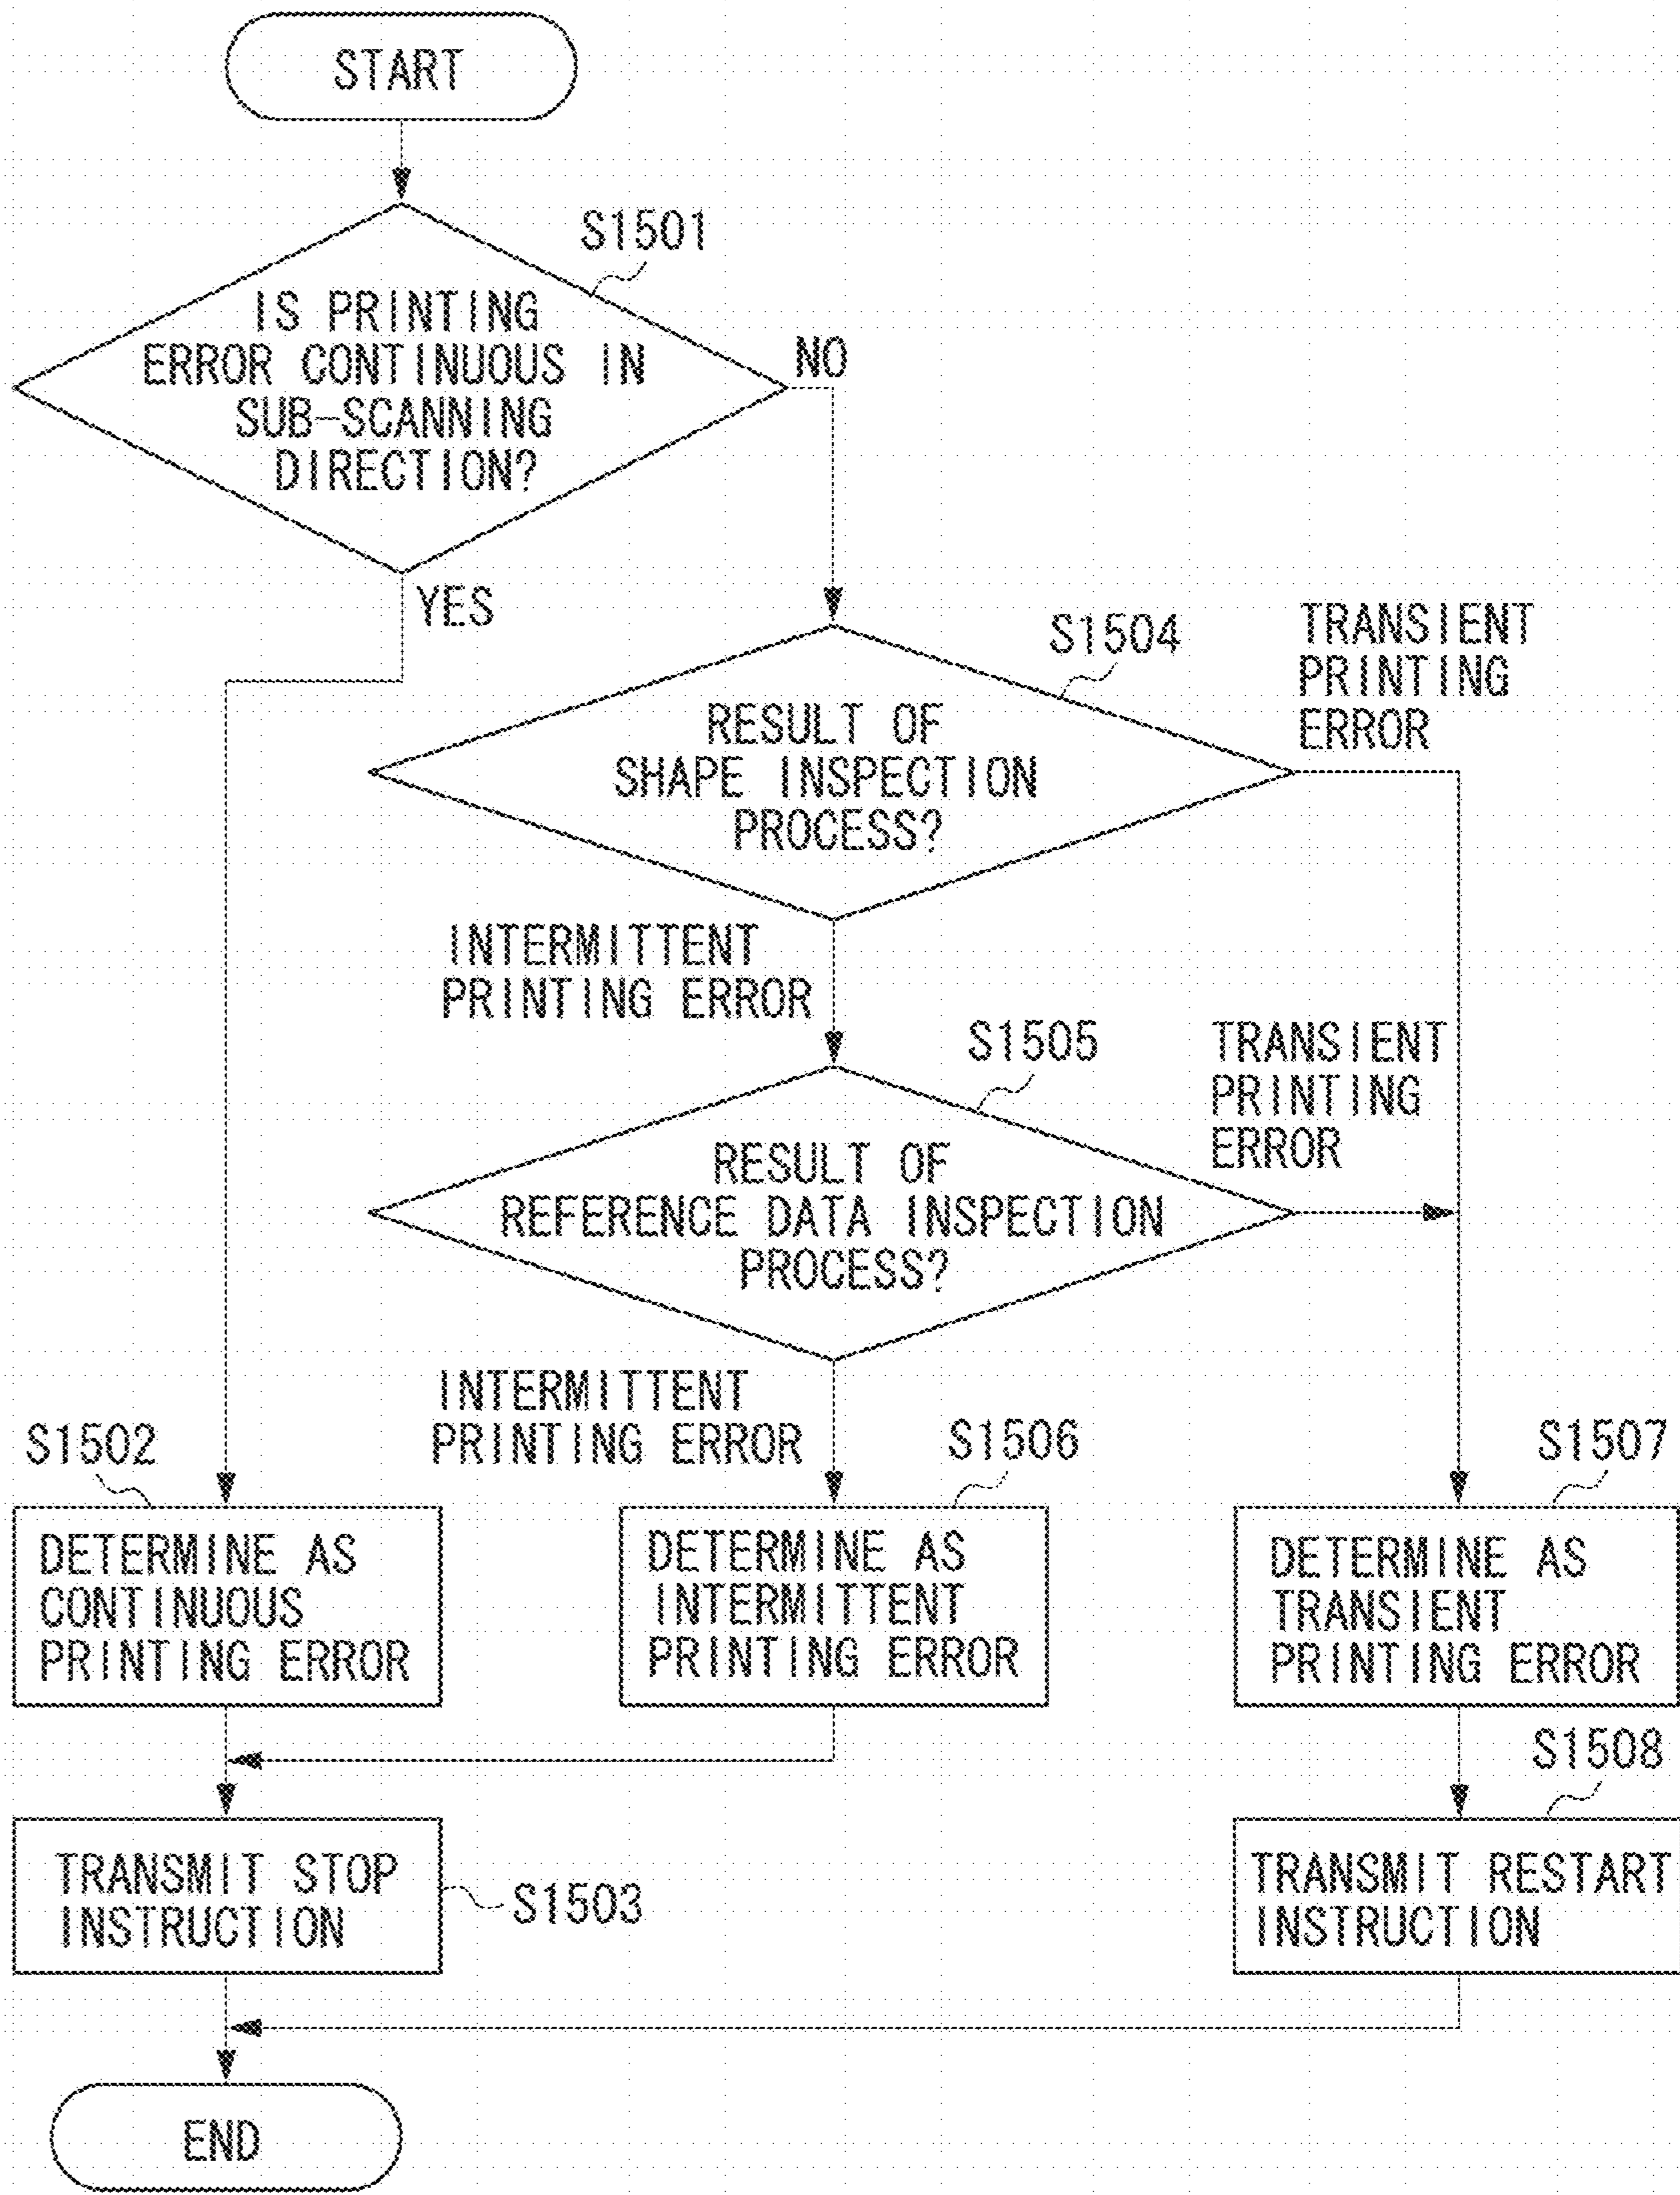 START
S1501
IS PRINTING
ERROR CONTINUOUS IN
SUB-SCANNING
DIRECTION?
NO
YES
S1504
TRANSIENT
PRINTING
ERROR
RESULT OF
SHAPE INSPECTION
PROCESS?
INTERMITTENT
PRINTING ERROR
S1505
TRANSIENT
PRINTING
ERROR
RESULT OF
REFERENCE DATA INSPECTION
PROCESS?
INTERMITTENT
PRINTING ERROR
S1502
S1506
S1507
DETERMINE AS
CONTINUOUS
PRINTING ERROR
DETERMINE AS
INTERMITTENT
PRINTING ERROR
DETERMINE AS
TRANSIENT
PRINTING ERROR
S1508
TRANSMIT STOP
INSTRUCTION
S1503
TRANSMIT RESTART
INSTRUCTION
END